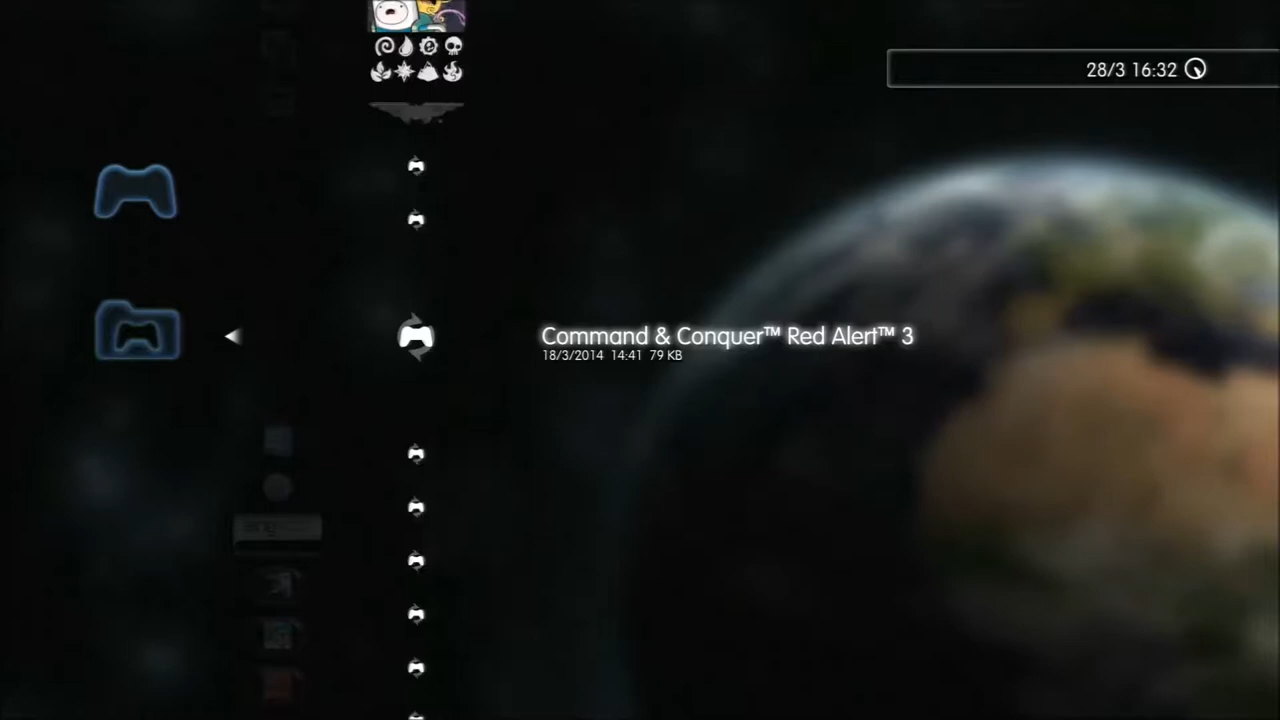 28/3 16:32
Command & Conquer™ Red Alert™ 3
18/3/2014 14:41 79 KB